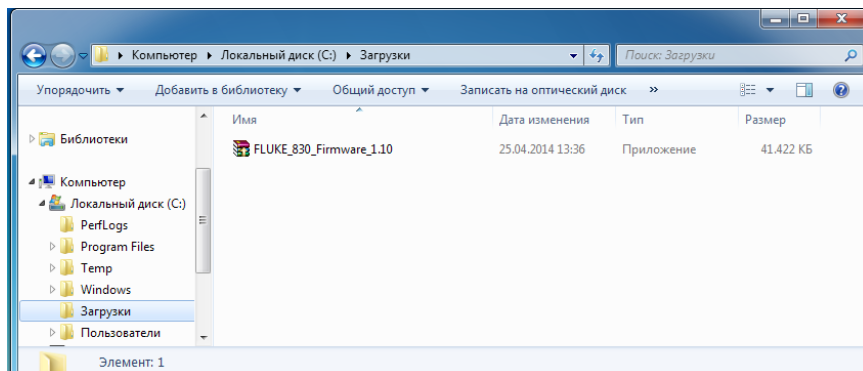 Компьютер ▸ Локальный диск (C:) ▸ Загрузки
Поиск: Загрузки
Упорядочить ▾ Добавить в библиотеку ▾ Общий доступ ▾ Записать на оптический диск »
Имя Дата изменения Тип Размер
Библиотеки
FLUKE_830_Firmware_1.10 25.04.2014 13:36 Приложение 41.422 КБ
Компьютер
Локальный диск (C:)
PerfLogs
Program Files
Temp
Windows
Загрузки
Пользователи
Элемент: 1